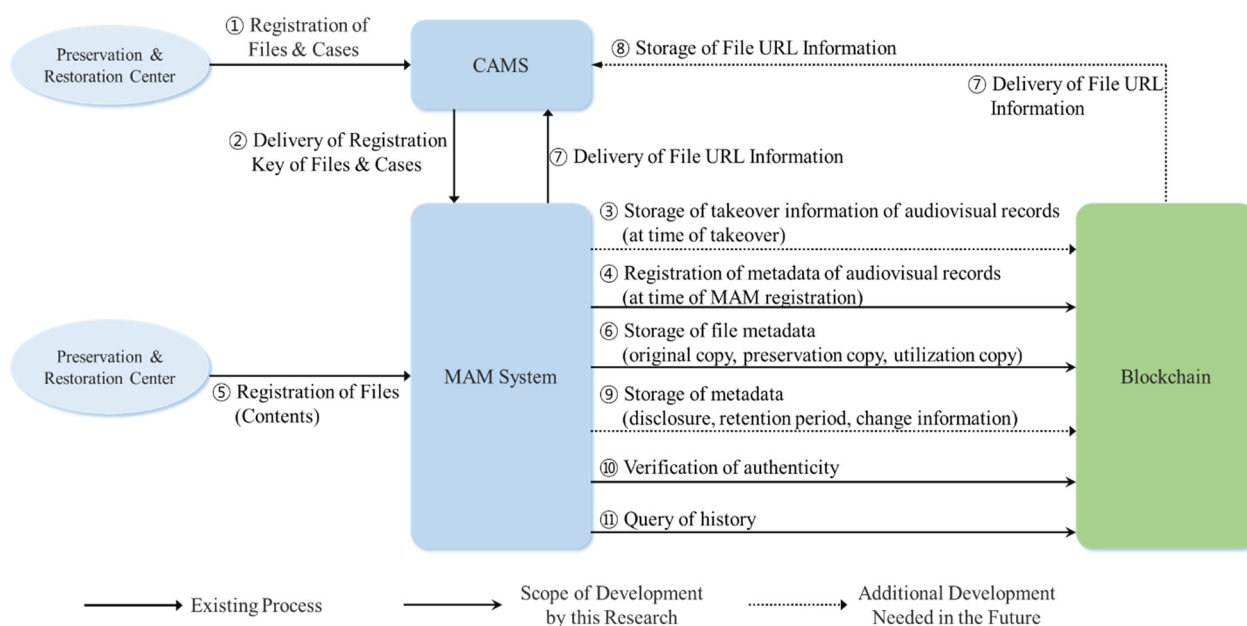 ① Registration of
Files & Cases
Preservation &
Restoration Center
CAMS
⑧ Storage of File URL Information
⑦ Delivery of File URL
Information
② Delivery of Registration
Key of Files & Cases
⑦ Delivery of File URL Information
③ Storage of takeover information of audiovisual records
(at time of takeover)
④ Registration of metadata of audiovisual records
(at time of MAM registration)
⑥ Storage of file metadata
(original copy, preservation copy, utilization copy)
Preservation &
Restoration Center
MAM System
Blockchain
⑤ Registration of Files
(Contents)
⑨ Storage of metadata
(disclosure, retention period, change information)
⑩ Verification of authenticity
⑪ Query of history
Existing Process
Scope of Development
by this Research
Additional Development
Needed in the Future